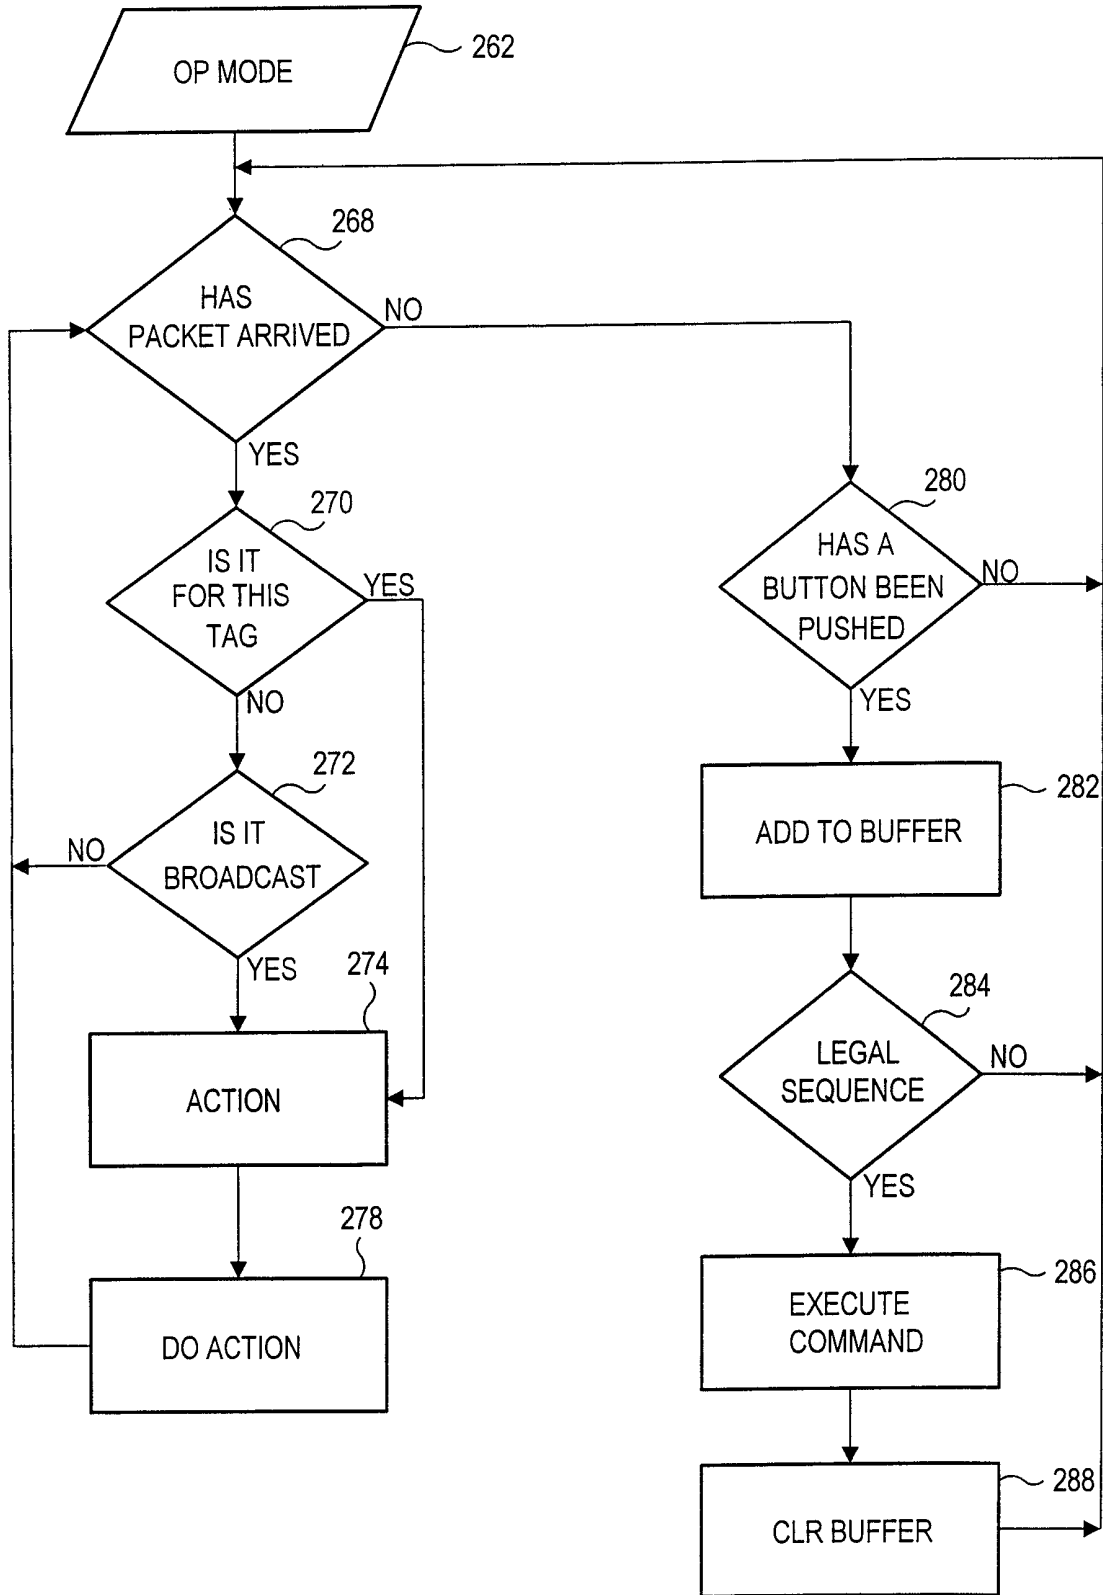 OP MODE
262
268
HAS
PACKET ARRIVED
NO
YES
270
IS IT
FOR THIS
TAG
YES
NO
272
IS IT
BROADCAST
NO
YES
274
ACTION
278
DO ACTION
280
HAS A
BUTTON BEEN
PUSHED
NO
YES
282
ADD TO BUFFER
284
LEGAL
SEQUENCE
NO
YES
286
EXECUTE
COMMAND
288
CLR BUFFER